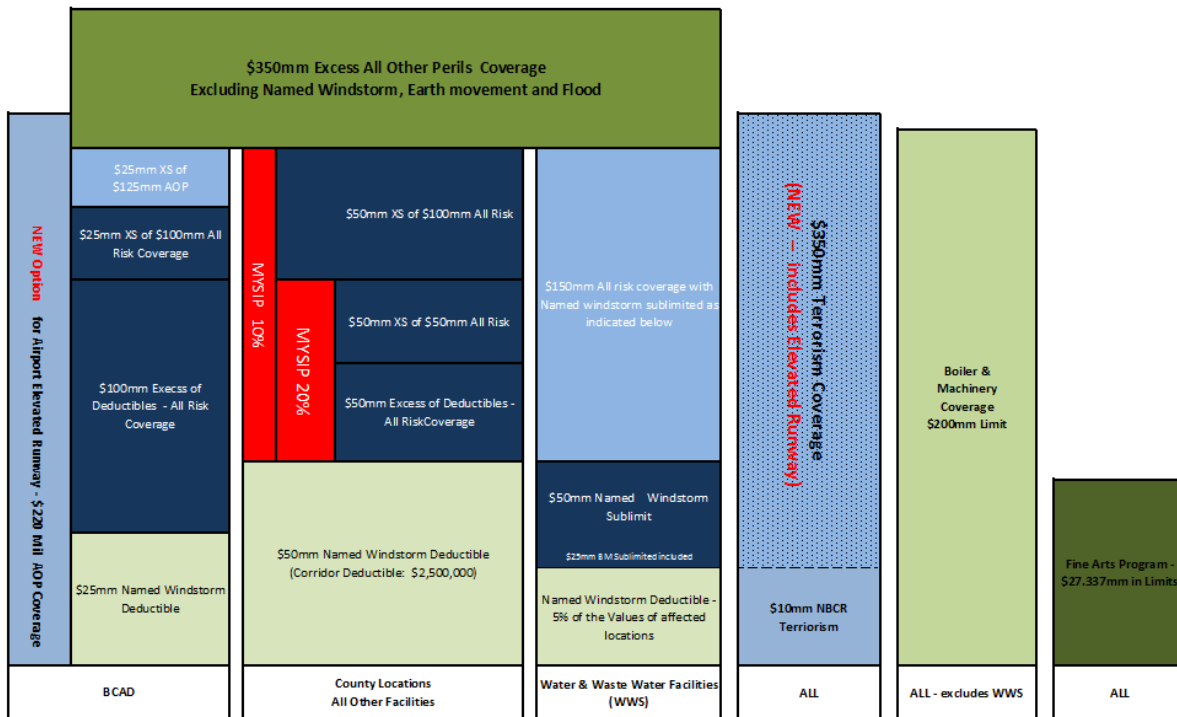 $350mm Excess All Other Perils Coverage
Excluding Named Windstorm, Earth movement and Flood
NEW Option for Airport Elevated Runway - $220 Mil AOP Coverage
$25mm XS of
$125mm AOP
$25mm XS of $100mm All
Risk Coverage
$100mm Execss of
Deductibles - All Risk
Coverage
$25mm Named Windstorm
Deductible
BCAD
MYSIP 10%
MYSIP 20%
$50mm XS of $100mm All Risk
$50mm XS of $50mm All Risk
$50mm Excess of Deductibles -
All RiskCoverage
$50mm Named Windstorm Deductible
(Corridor Deductible: $2,500,000)
County Locations
All Other Facilities
$150mm All risk coverage with
Named windstorm sublimited as
indicated below
$50mm Named Windstorm
Sublimit
$25mm BM Sublimited included
Named Windstorm Deductible -
5% of the Values of affected
locations
Water & Waste Water Facilities
(WWS)
$350mm Terrorism Coverage
(NEW - includes Elevated Runway)
$10mm NBCR
Terriorism
ALL
Boiler &
Machinery
Coverage
$200mm Limit
ALL - excludes WWS
Fine Arts Program -
$27.337mm in Limits
ALL